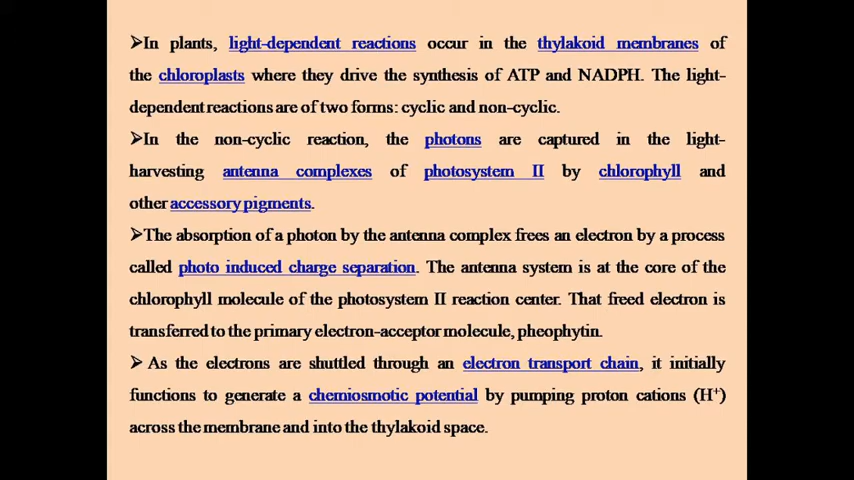 ➢In plants, light-dependent reactions occur in the thylakoid membranes of
the chloroplasts where they drive the synthesis of ATP and NADPH. The light-
dependent reactions are of two forms: cyclic and non-cyclic.
➢In the non-cyclic reaction, the photons are captured in the light-
harvesting antenna complexes of photosystem II by chlorophyll and
other accessory pigments.
➢The absorption of a photon by the antenna complex frees an electron by a process
called photo induced charge separation. The antenna system is at the core of the
chlorophyll molecule of the photosystem II reaction center. That freed electron is
transferred to the primary electron-acceptor molecule, pheophytin.
➢ As the electrons are shuttled through an electron transport chain, it initially
functions to generate a chemiosmotic potential by pumping proton cations (H⁺)
across the membrane and into the thylakoid space.